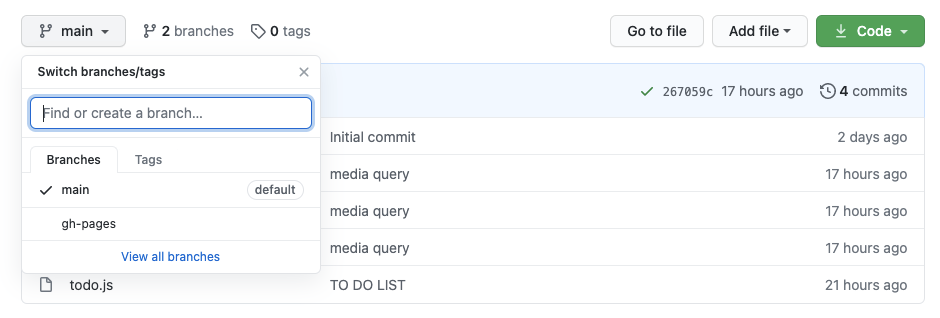 main
2 branches
0 tags
Go to file
Add file
Code
Switch branches/tags
Find or create a branch...
Branches
Tags
main
default
gh-pages
View all branches
267059c 17 hours ago
4 commits
Initial commit
2 days ago
media query
17 hours ago
media query
17 hours ago
media query
17 hours ago
todo.js
TO DO LIST
21 hours ago